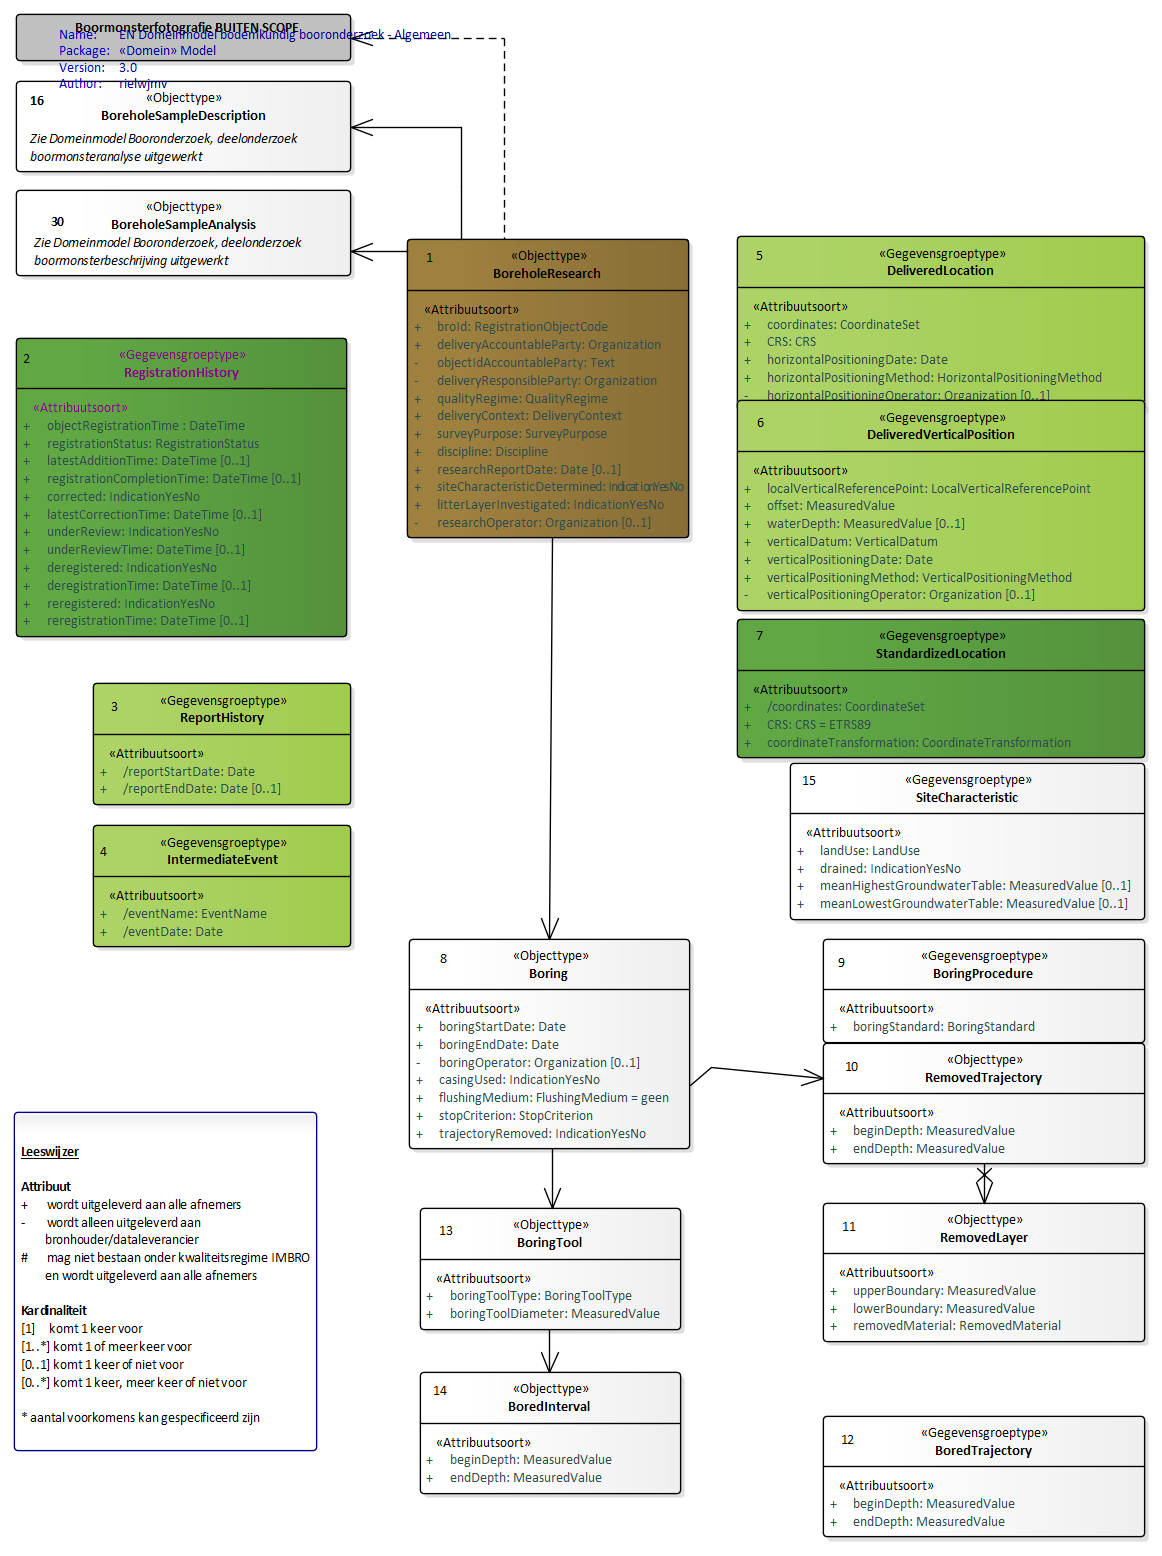 Boormonsterfotografie BUITEN SCOPE
Name: EN Domeinmodel bodemkundig booronderzoek - Algemeen
Package: «Domein» Model
Version: 3.0
Author: rielwjmv
16
«Objecttype»
BoreholeSampleDescription
Zie Domeinmodel Booronderzoek, deelonderzoek
boormonsteranalyse uitgewerkt
30
«Objecttype»
BoreholeSampleAnalysis
Zie Domeinmodel Booronderzoek, deelonderzoek
boormonsterbeschrijving uitgewerkt
1
«Objecttype»
BoreholeResearch
«Attribuutsoort»
+ broId: RegistrationObjectCode
+ deliveryAccountableParty: Organization
- objectIdAccountableParty: Text
- deliveryResponsibleParty: Organization
+ qualityRegime: QualityRegime
+ deliveryContext: DeliveryContext
+ surveyPurpose: SurveyPurpose
+ discipline: Discipline
+ researchReportDate: Date [0..1]
+ siteCharacteristicDetermined: IndicationYesNo
+ litterLayerInvestigated: IndicationYesNo
- researchOperator: Organization [0..1]
5
«Gegevensgroeptype»
DeliveredLocation
«Attribuutsoort»
+ coordinates: CoordinateSet
+ CRS: CRS
+ horizontalPositioningDate: Date
+ horizontalPositioningMethod: HorizontalPositioningMethod
- horizontalPositioningOperator: Organization [0..1]
6
«Gegevensgroeptype»
DeliveredVerticalPosition
«Attribuutsoort»
+ localVerticalReferencePoint: LocalVerticalReferencePoint
+ offset: MeasuredValue
+ waterDepth: MeasuredValue [0..1]
+ verticalDatum: VerticalDatum
+ verticalPositioningDate: Date
+ verticalPositioningMethod: VerticalPositioningMethod
- verticalPositioningOperator: Organization [0..1]
2
«Gegevensgroeptype»
RegistrationHistory
«Attribuutsoort»
+ objectRegistrationTime : DateTime
+ registrationStatus: RegistrationStatus
+ latestAdditionTime: DateTime [0..1]
+ registrationCompletionTime: DateTime [0..1]
+ corrected: IndicationYesNo
+ latestCorrectionTime: DateTime [0..1]
+ underReview: IndicationYesNo
+ underReviewTime: DateTime [0..1]
+ deregistered: IndicationYesNo
+ deregistrationTime: DateTime [0..1]
+ reregistered: IndicationYesNo
+ reregistrationTime: DateTime [0..1]
7
«Gegevensgroeptype»
StandardizedLocation
«Attribuutsoort»
+ /coordinates: CoordinateSet
+ CRS: CRS = ETRS89
+ coordinateTransformation: CoordinateTransformation
3
«Gegevensgroeptype»
ReportHistory
«Attribuutsoort»
+ /reportStartDate: Date
+ /reportEndDate: Date [0..1]
15
«Gegevensgroeptype»
SiteCharacteristic
«Attribuutsoort»
+ landUse: LandUse
+ drained: IndicationYesNo
+ meanHighestGroundwaterTable: MeasuredValue [0..1]
+ meanLowestGroundwaterTable: MeasuredValue [0..1]
4
«Gegevensgroeptype»
IntermediateEvent
«Attribuutsoort»
+ /eventName: EventName
+ /eventDate: Date
8
«Objecttype»
Boring
«Attribuutsoort»
+ boringStartDate: Date
+ boringEndDate: Date
- boringOperator: Organization [0..1]
+ casingUsed: IndicationYesNo
+ flushingMedium: FlushingMedium = geen
+ stopCriterion: StopCriterion
+ trajectoryRemoved: IndicationYesNo
9
«Gegevensgroeptype»
BoringProcedure
«Attribuutsoort»
+ boringStandard: BoringStandard
10
«Objecttype»
RemovedTrajectory
«Attribuutsoort»
+ beginDepth: MeasuredValue
+ endDepth: MeasuredValue
Leeswijzer
Attribuut
+ wordt uitgeleverd aan alle afnemers
- wordt alleen uitgeleverd aan
bronhouder/dataleverancier
# mag niet bestaan onder kwaliteitsregime IMBRO
en wordt uitgeleverd aan alle afnemers
Kardinaliteit
[1] komt 1 keer voor
[1..*] komt 1 of meer keer voor
[0..1] komt 1 keer of niet voor
[0..*] komt 1 keer, meer keer of niet voor
* aantal voorkomens kan gespecificeerd zijn
13
«Objecttype»
BoringTool
«Attribuutsoort»
+ boringToolType: BoringToolType
+ boringToolDiameter: MeasuredValue
11
«Objecttype»
RemovedLayer
«Attribuutsoort»
+ upperBoundary: MeasuredValue
+ lowerBoundary: MeasuredValue
+ removedMaterial: RemovedMaterial
14
«Objecttype»
BoredInterval
«Attribuutsoort»
+ beginDepth: MeasuredValue
+ endDepth: MeasuredValue
12
«Gegevensgroeptype»
BoredTrajectory
«Attribuutsoort»
+ beginDepth: MeasuredValue
+ endDepth: MeasuredValue